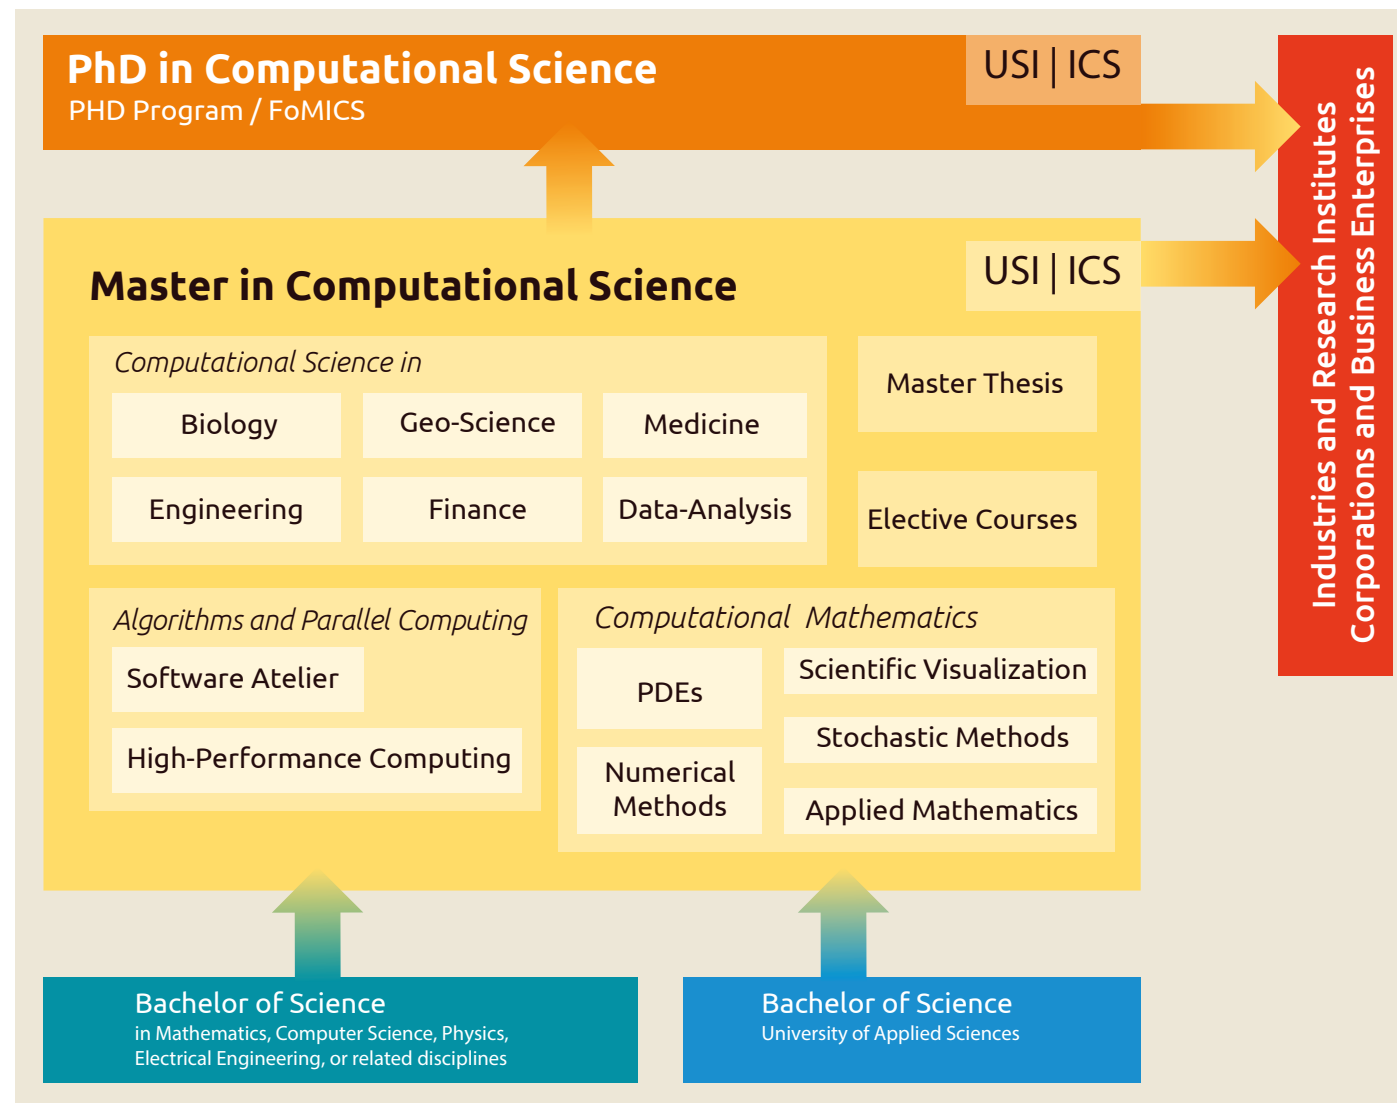 PhD in Computational Science
PHD Program / FoMICS
USI | ICS
Industries and Research Institutes
Corporations and Business Enterprises
Master in Computational Science
USI | ICS
Computational Science in
Biology
Geo-Science
Medicine
Engineering
Finance
Data-Analysis
Master Thesis
Elective Courses
Algorithms and Parallel Computing
Software Atelier
High-Performance Computing
Computational Mathematics
PDEs
Numerical
Methods
Scientific Visualization
Stochastic Methods
Applied Mathematics
Bachelor of Science
in Mathematics, Computer Science, Physics,
Electrical Engineering, or related disciplines
Bachelor of Science
University of Applied Sciences